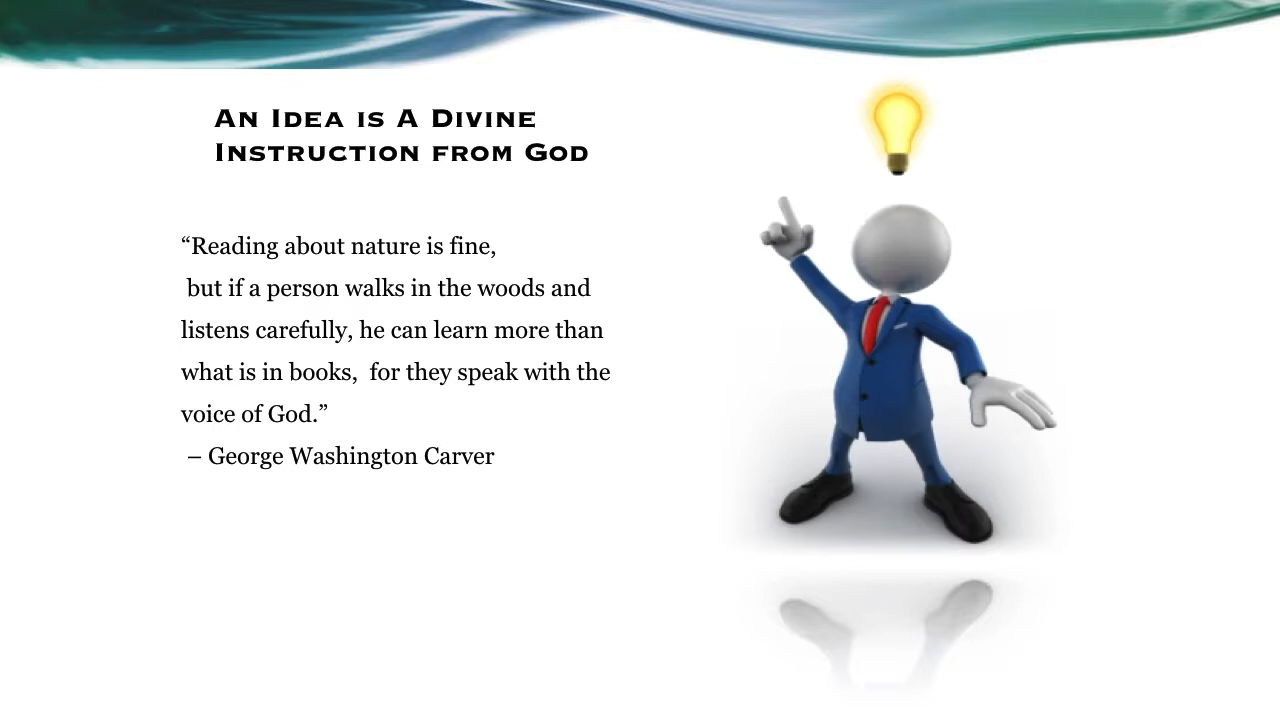 An Idea is A Divine
Instruction from God
“Reading about nature is fine,
but if a person walks in the woods and
listens carefully, he can learn more than
what is in books,  for they speak with the
voice of God.”
– George Washington Carver